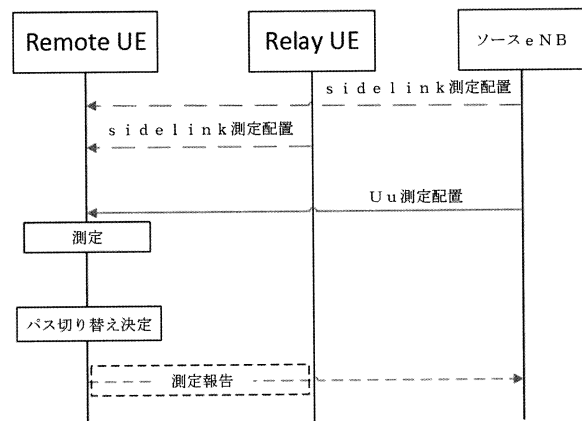 Remote UE
Relay UE
ソースｅＮＢ
ｓｉｄｅｌｉｎｋ測定配置
ｓｉｄｅｌｉｎｋ測定配置
Ｕｕ測定配置
測定
パス切り替え決定
測定報告